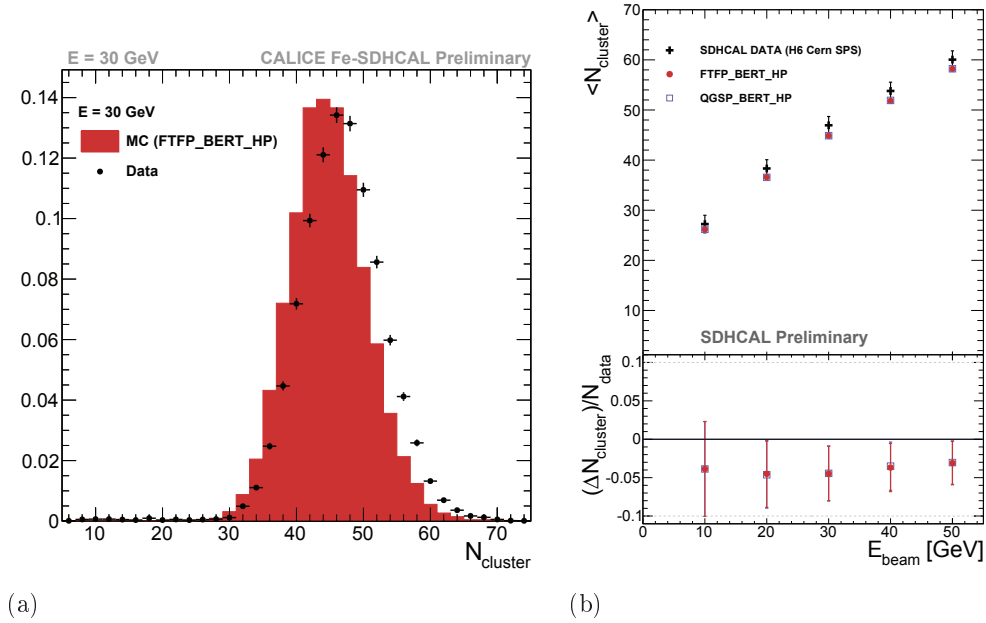 E = 30 GeV CALICE Fe-SDHCAL Preliminary
E = 30 GeV
MC (FTFP_BERT_HP)
Data
0.14
0.12
0.1
0.08
0.06
0.04
0.02
0
10 20 30 40 50 60 70
N_cluster
(a)
<N_cluster>
70
60
50
40
30
20
10
SDHCAL DATA (H6 Cern SPS)
FTFP_BERT_HP
QGSP_BERT_HP
SDHCAL Preliminary
(ΔN_cluster)/N_data
0.1
0.05
0
-0.05
-0.1
0 10 20 30 40 50 60
E_beam [GeV]
(b)